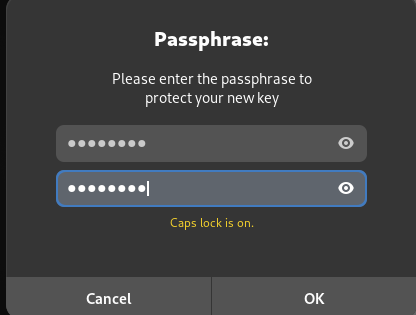 Passphrase:
Please enter the passphrase to
protect your new key
●●●●●●●●
●●●●●●●●
Caps lock is on.
Cancel
OK